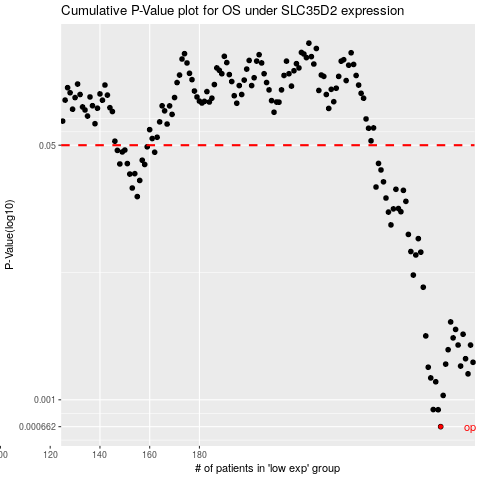 Cumulative P-Value plot for OS under SLC35D2 expression
P-Value(log10)
0.05
0.001
0.000662
op
00 120 140 160 180
# of patients in 'low exp' group